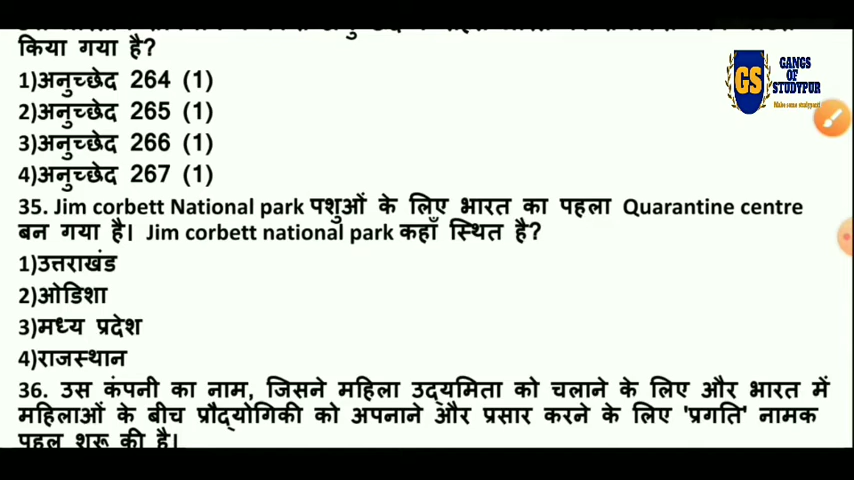 किया गया है?
1)अनुच्छेद 264 (1)
2)अनुच्छेद 265 (1)
3)अनुच्छेद 266 (1)
4)अनुच्छेद 267 (1)
35. Jim corbett National park पशुओं के लिए भारत का पहला Quarantine centre
बन गया है। Jim corbett national park कहाँ स्थित है?
1)उत्तराखंड
2)ओडिशा
3)मध्य प्रदेश
4)राजस्थान
36. उस कंपनी का नाम, जिसने महिला उद्यमिता को चलाने के लिए और भारत में
महिलाओं के बीच प्रौद्योगिकी को अपनाने और प्रसार करने के लिए 'प्रगति' नामक
पहल शुरू की है।
GS
GANGS
OF
STUDYPUR